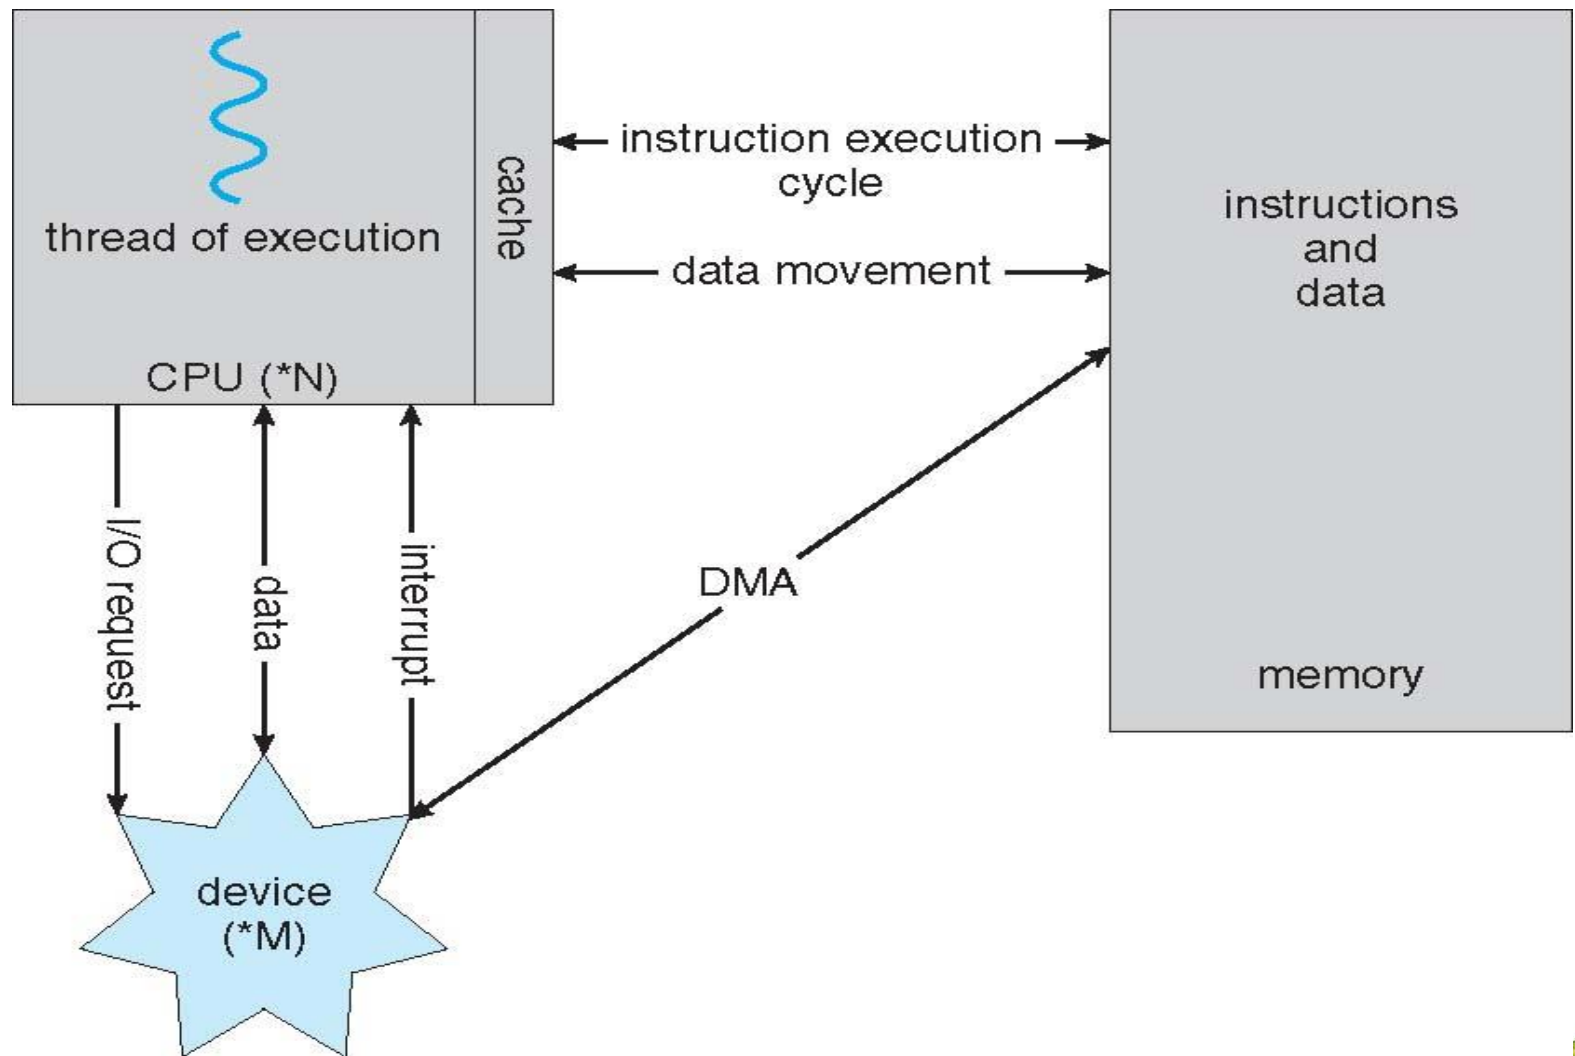 thread of execution
cache
CPU (*N)
instruction execution
cycle
data movement
instructions
and
data
memory
I/O request
data
interrupt
DMA
device
(*M)